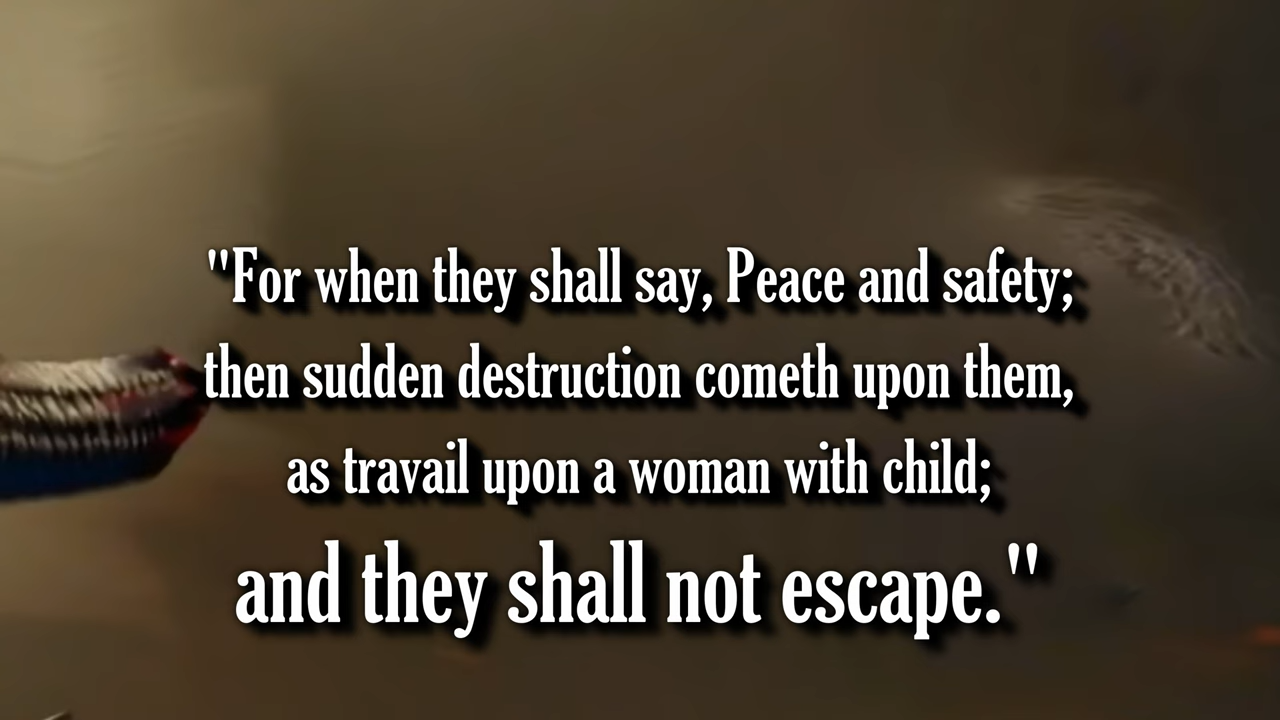 "For when they shall say, Peace and safety;
then sudden destruction cometh upon them,
as travail upon a woman with child;
and they shall not escape."